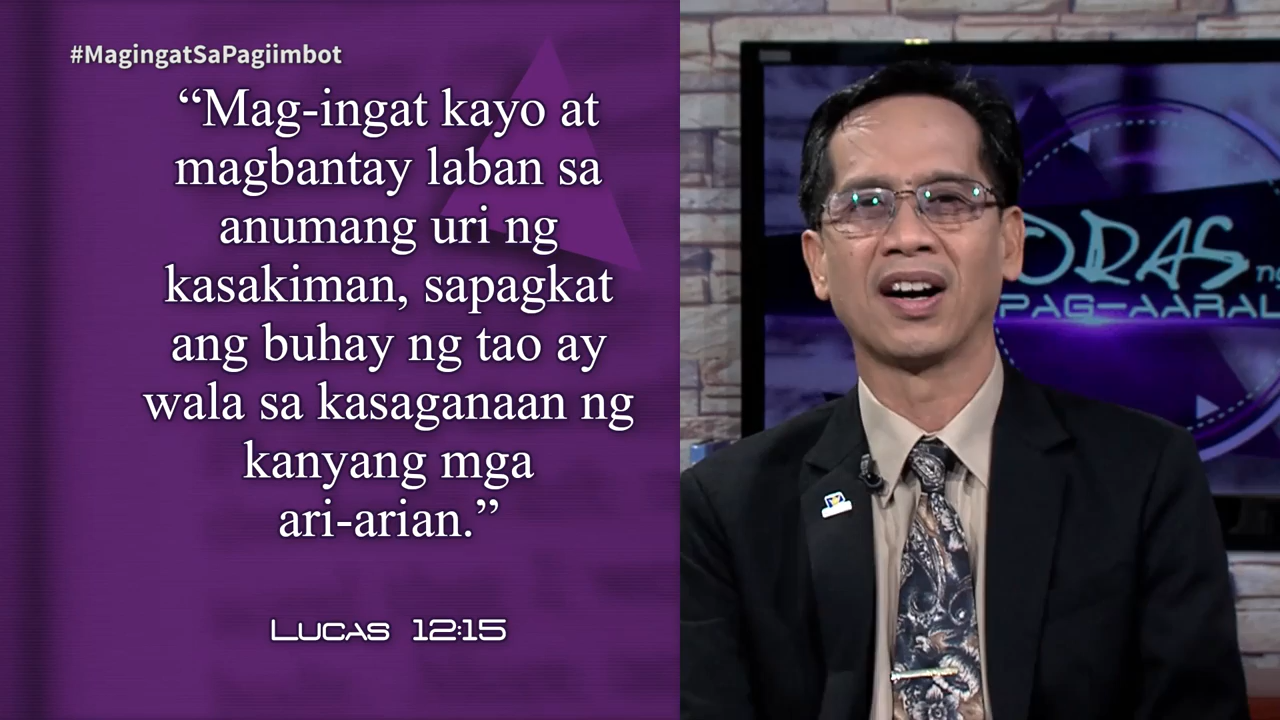 #MagingatSaPagiimbot
“Mag-ingat kayo at
magbantay laban sa
anumang uri ng
kasakiman, sapagkat
ang buhay ng tao ay
wala sa kasaganaan ng
kanyang mga
ari-arian.”
Lucas 12:15
ORAS ng
PAG-AARAL